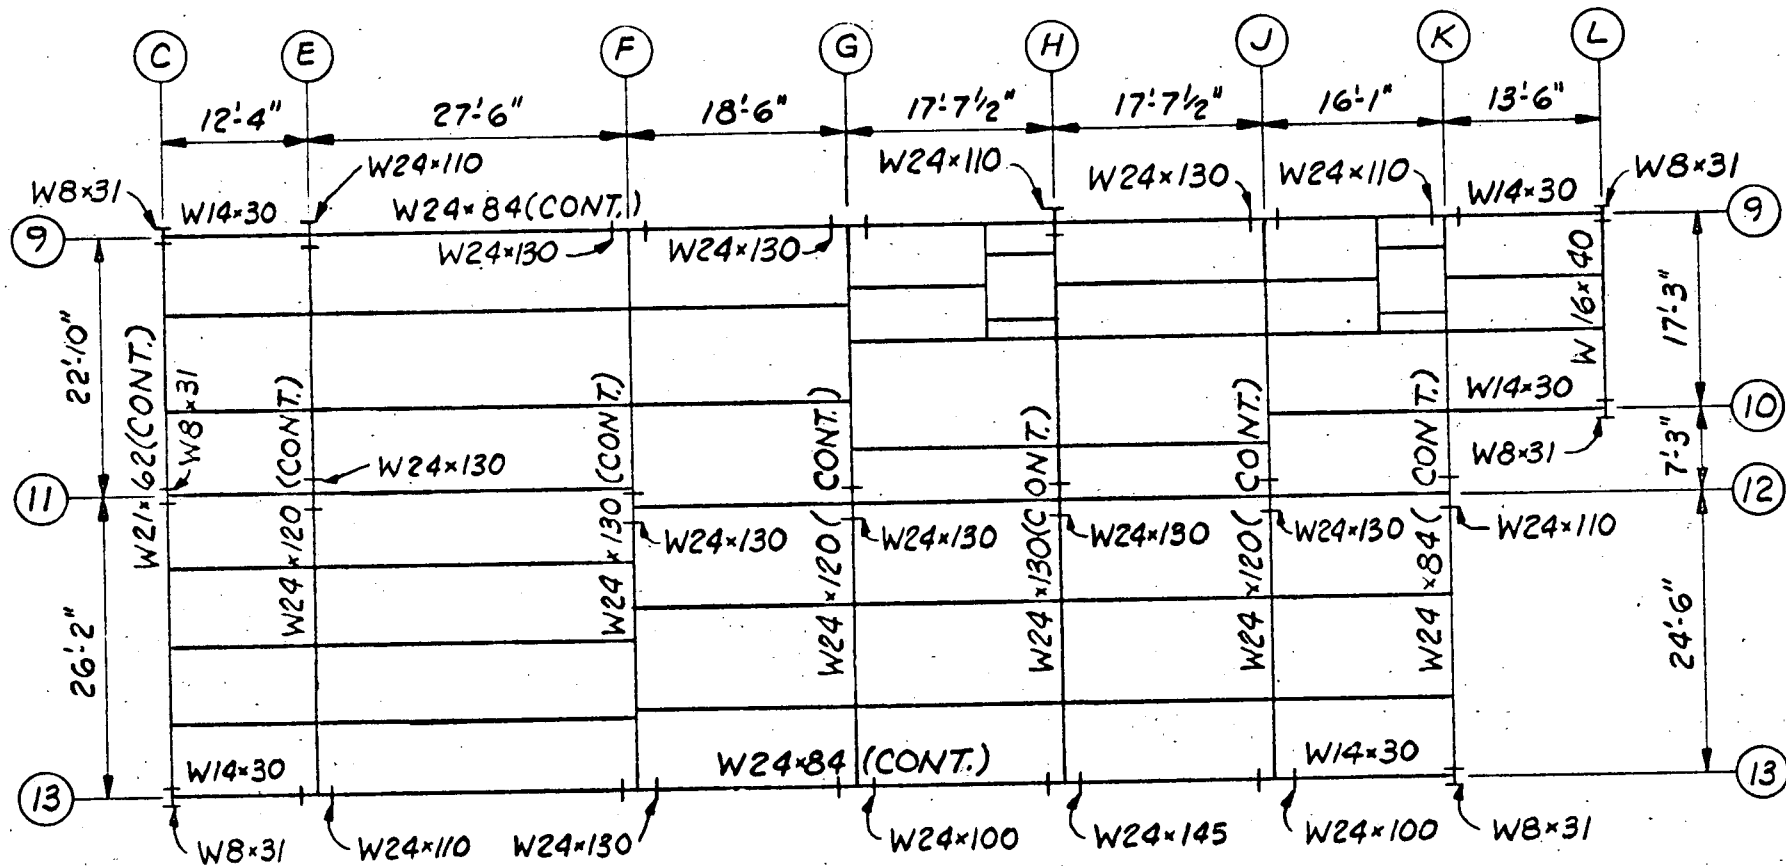 C E F G H J K L
12'-4" 27'-6" 18'-6" 17'-7½" 17'-7½" 16'-1" 13'-6"
W24×110 W24×110 W24×130 W24×110 W8×31
W8×31 W14×30 W24×84 (CONT.) W14×30
9 W24×130 W24×130 9
22'-10"
W21×62 (CONT.)
W8×31
W24×120 (CONT.)
W24×130 (CONT.)
W24×120 (CONT.)
W24×130 (CONT.)
W24×120 (CONT.)
W24×84 (CONT.)
W16×40
17'-3"
W14×30
10
W8×31
7'-3"
W24×130
11 12
W24×130 W24×130 W24×130 W24×130 W24×110
26'-2" 24'-6"
W14×30 W24×84 (CONT.) W14×30
13 13
W8×31 W24×110 W24×130 W24×100 W24×145 W24×100 W8×31